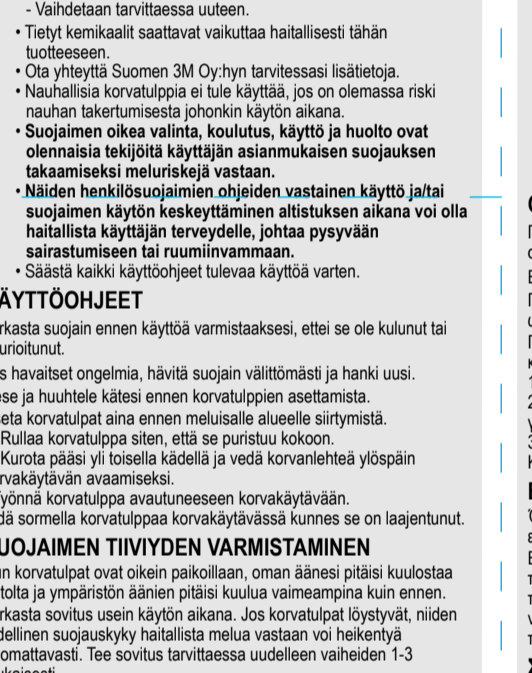 - Vaihdetaan tarvittaessa uuteen.
• Tietyt kemikaalit saattavat vaikuttaa haitallisesti tähän
tuotteeseen.
• Ota yhteyttä Suomen 3M Oy:hyn tarvitessasi lisätietoja.
• Nauhallisia korvatulppia ei tule käyttää, jos on olemassa riski
nauhan takertumisesta johonkin käytön aikana.
• Suojaimen oikea valinta, koulutus, käyttö ja huolto ovat
olennaisia tekijöitä käyttäjän asianmukaisen suojauksen
takaamiseksi meluriskejä vastaan.
• Näiden henkilösuojaimien ohjeiden vastainen käyttö ja/tai
suojaimen käytön keskeyttäminen altistuksen aikana voi olla
haitallista käyttäjän terveydelle, johtaa pysyvään
sairastumiseen tai ruumiinvammaan.
• Säästä kaikki käyttöohjeet tulevaa käyttöä varten.
ÄYTTÖOHJEET
rkasta suojain ennen käyttöä varmistaaksesi, ettei se ole kulunut tai
urioitunut.
s havaitset ongelmia, hävitä suojain välittömästi ja hanki uusi.
ese ja huuhtele kätesi ennen korvatulppien asettamista.
seta korvatulpat aina ennen meluisalle alueelle siirtymistä.
Rullaa korvatulppa siten, että se puristuu kokoon.
Kurota pääsi yli toisella kädellä ja vedä korvanlehteä ylöspäin
rvakäytävän avaamiseksi.
yönnä korvatulppa avautuneeseen korvakäytävään.
dä sormella korvatulppaa korvakäytävässä kunnes se on laajentunut.
UOJAIMEN TIIVIYDEN VARMISTAMINEN
un korvatulpat ovat oikein paikoillaan, oman äänesi pitäisi kuulostaa
tolta ja ympäristön äänien pitäisi kuulua vaimeampina kuin ennen.
rkasta sovitus usein käytön aikana. Jos korvatulpat löystyvät, niiden
dellinen suojauskyky haitallista melua vastaan voi heikentyä
omattavasti. Tee sovitus tarvittaessa uudelleen vaiheiden 1-3